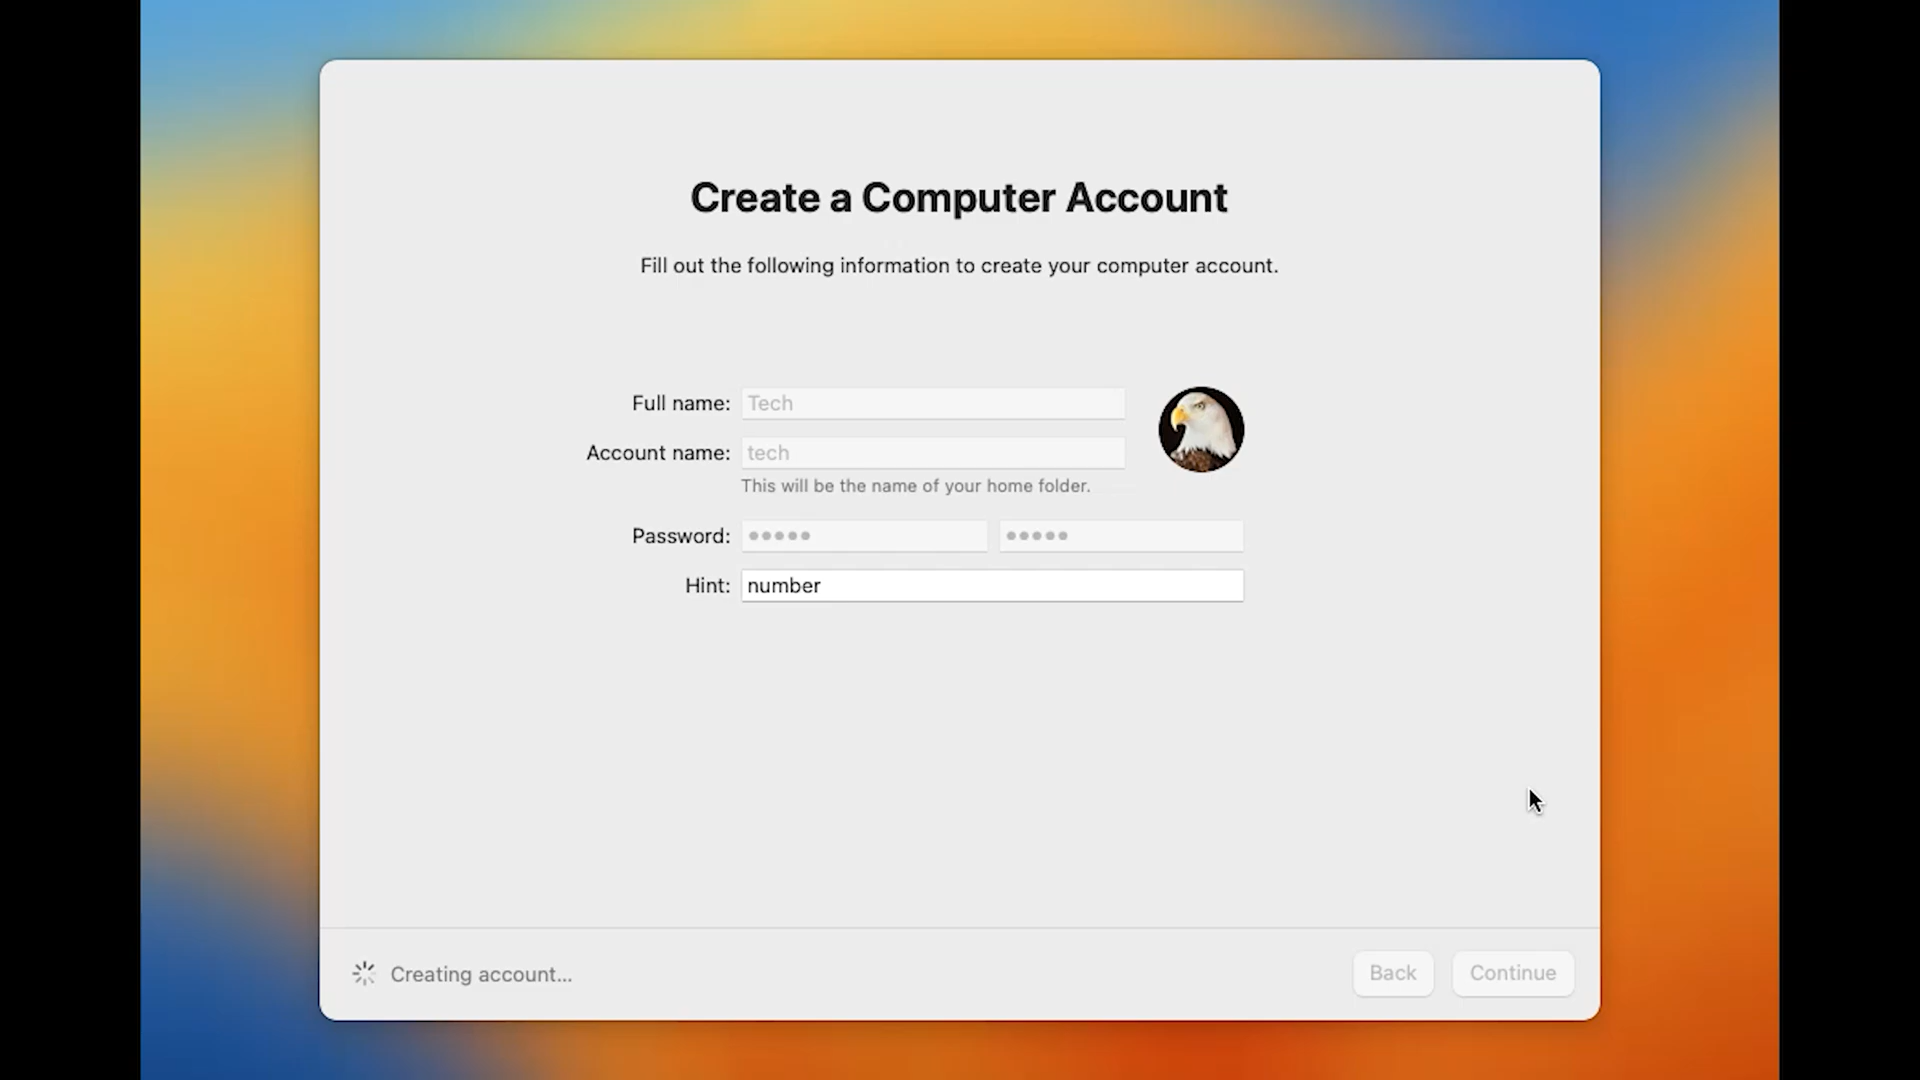 Create a Computer Account
Fill out the following information to create your computer account.
Full name: Tech
Account name: tech
This will be the name of your home folder.
Password: ••••• •••••
Hint: number
Creating account...
Back Continue